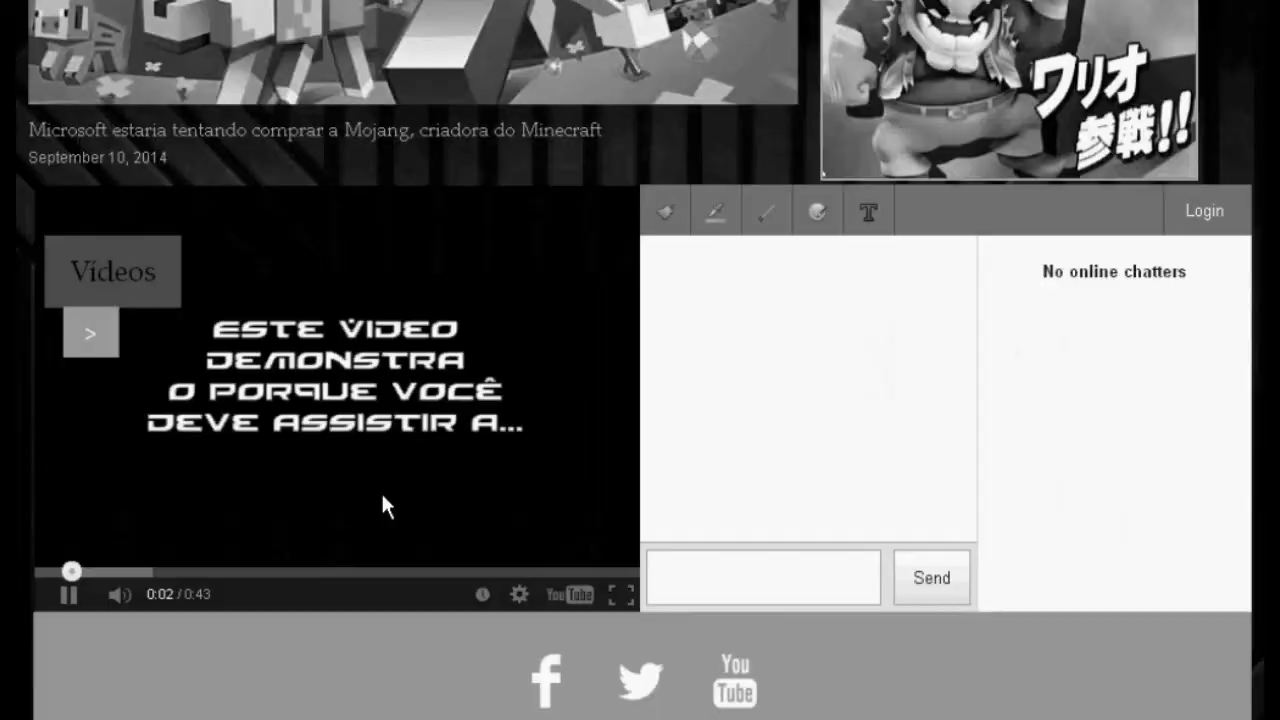 Microsoft estaria tentando comprar a Mojang, criadora do Minecraft
September 10, 2014
ワリオ
参戦!!
Login
Vídeos
>
No online chatters
ESTE VIDEO
DEMONSTRA
O PORQUE VOCÊ
DEVE ASSISTIR A...
Send
0:02 / 0:43
YouTube
You
Tube